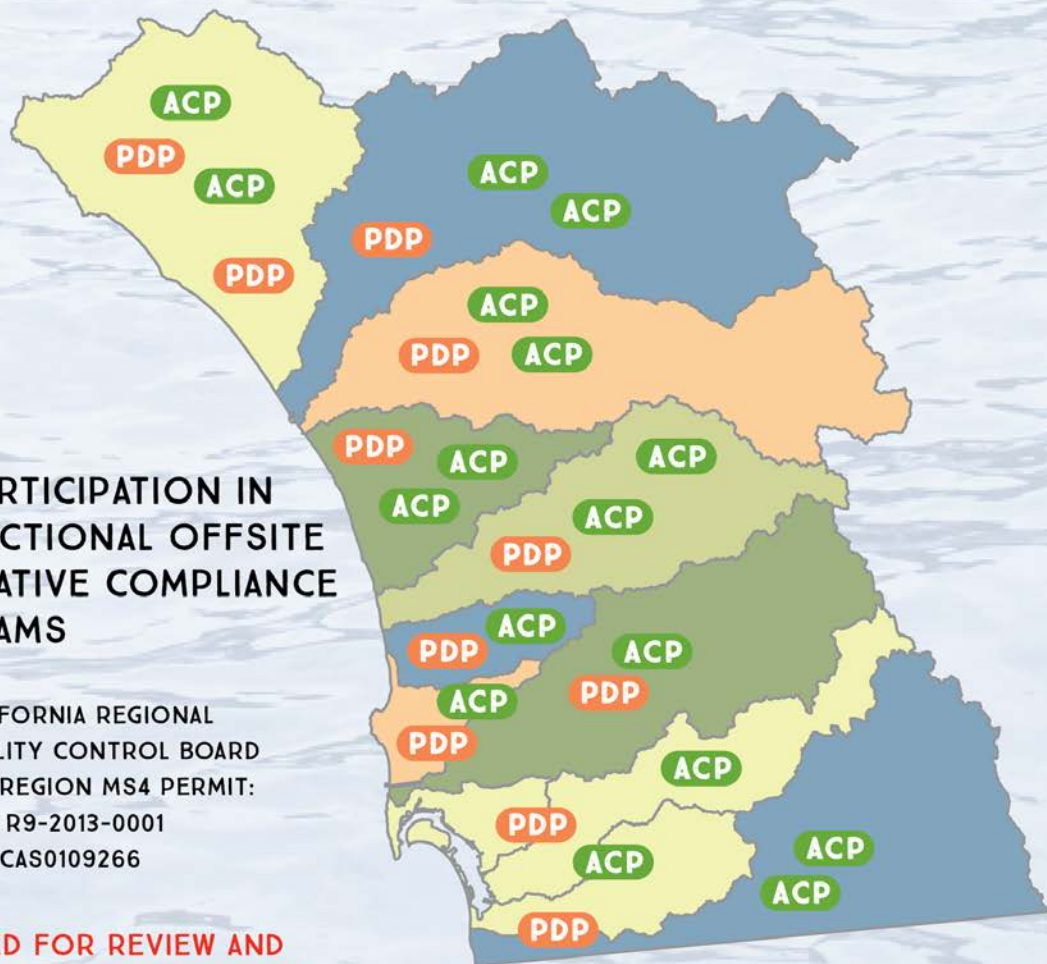 ACP
PDP
ACP
PDP
ACP
ACP
PDP
ACP
PDP
ACP
PDP
ACP
ACP
ACP
ACP
PDP
ACP
PDP
ACP
PDP
ACP
PDP
ACP
PDP
ACP
ACP
ACP
PDP
RTICIPATION IN
CTIONAL OFFSITE
ATIVE COMPLIANCE
AMS
FORNIA REGIONAL
LITY CONTROL BOARD
REGION MS4 PERMIT:
R9-2013-0001
CAS0109266
D FOR REVIEW AND